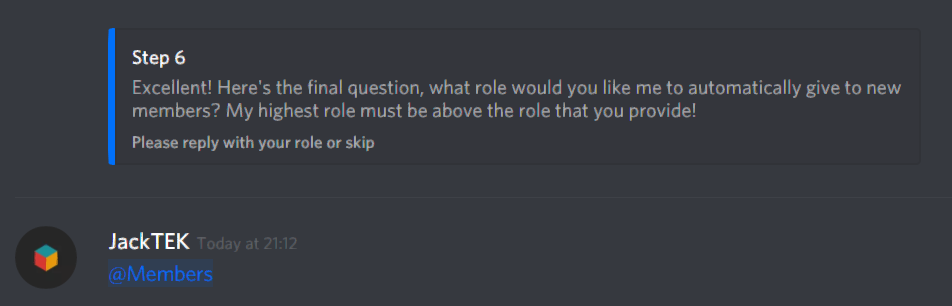 Step 6
Excellent! Here's the final question, what role would you like me to automatically give to new
members? My highest role must be above the role that you provide!
Please reply with your role or skip
JackTEK Today at 21:12
@Members